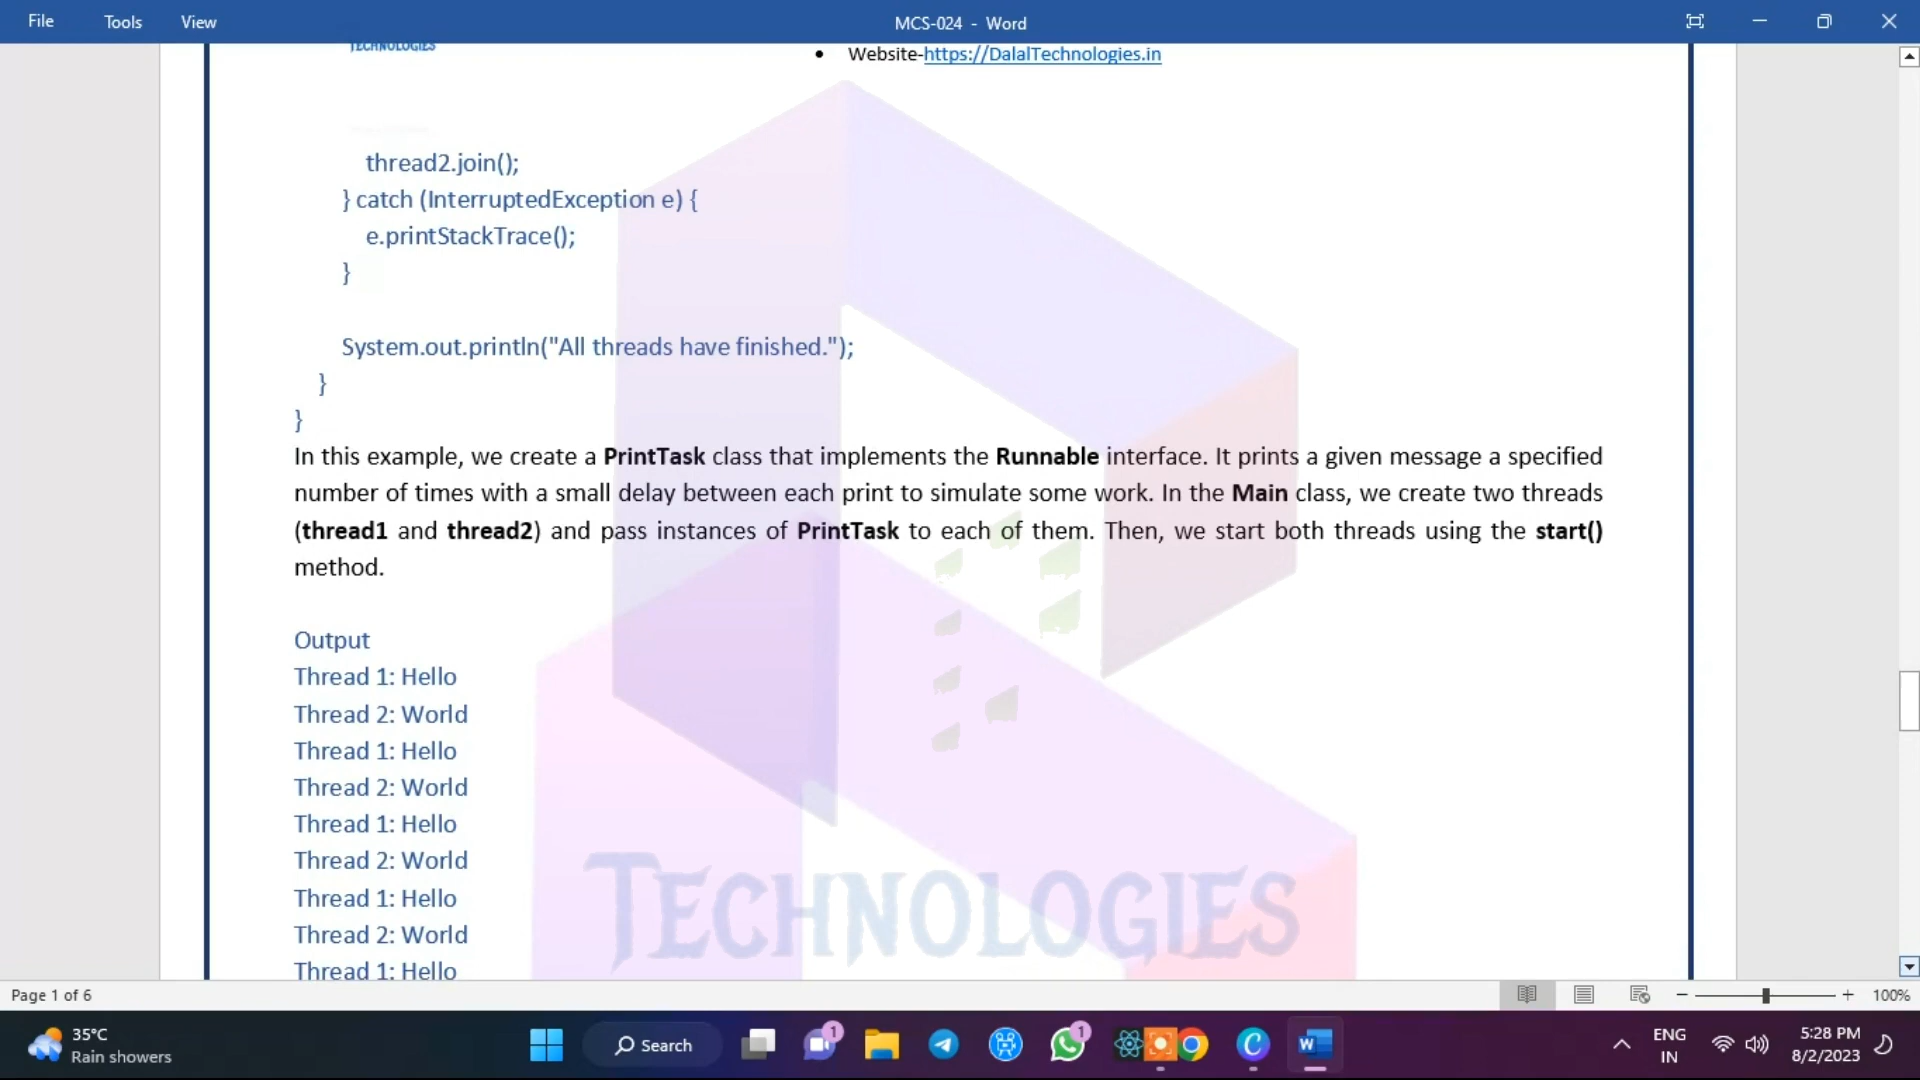 File Tools View MCS-024 - Word
TECHNOLOGIES
• Website-https://DalalTechnologies.in
thread2.join();
} catch (InterruptedException e) {
e.printStackTrace();
}
System.out.println("All threads have finished.");
}
}
In this example, we create a PrintTask class that implements the Runnable interface. It prints a given message a specified
number of times with a small delay between each print to simulate some work. In the Main class, we create two threads
(thread1 and thread2) and pass instances of PrintTask to each of them. Then, we start both threads using the start()
method.
Output
Thread 1: Hello
Thread 2: World
Thread 1: Hello
Thread 2: World
Thread 1: Hello
Thread 2: World
Thread 1: Hello
Thread 2: World
Thread 1: Hello
TECHNOLOGIES
Page 1 of 6 100%
35°C
Rain showers
Search
1
1
ENG
IN
5:28 PM
8/2/2023